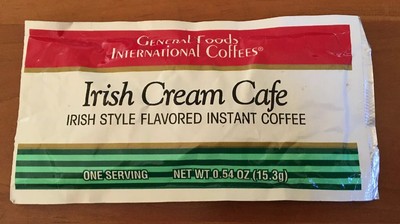 General Foods
International Coffees®
Irish Cream Cafe
IRISH STYLE FLAVORED INSTANT COFFEE
ONE SERVING NET WT 0.54 OZ (15.3g)